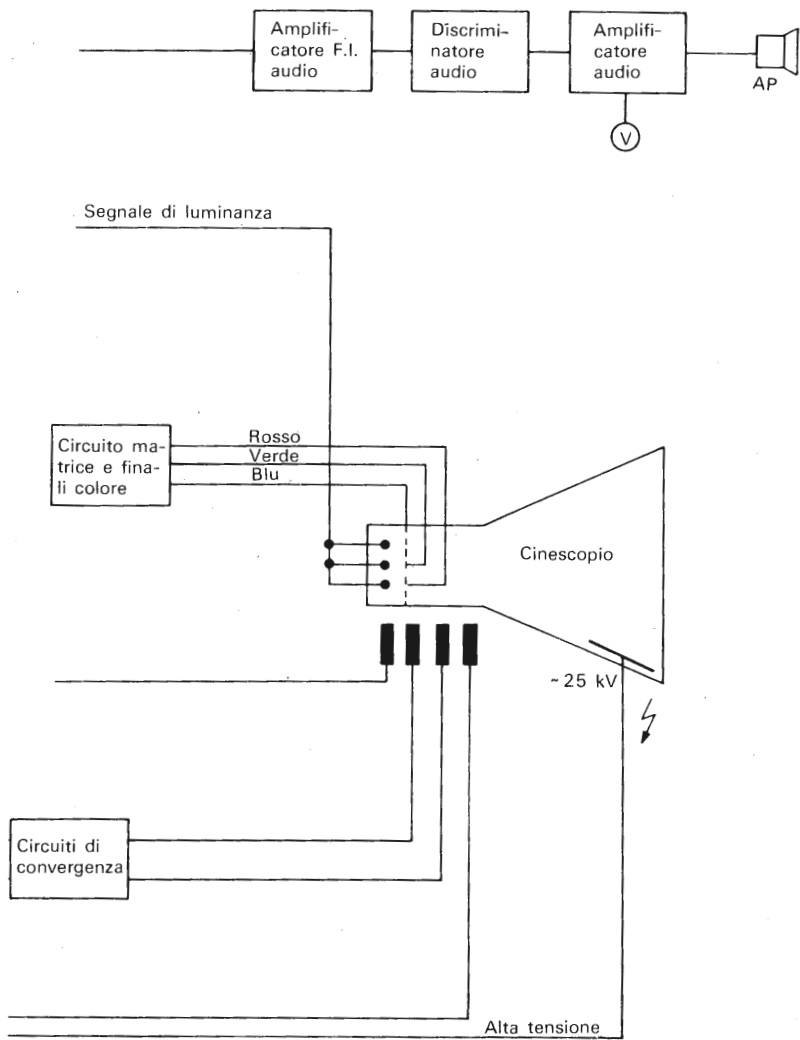 Amplifi-
catore F.I.
audio
Discrimi-
natore
audio
Amplifi-
catore
audio
AP
V
Segnale di luminanza
Circuito ma-
trice e fina-
li colore
Rosso
Verde
Blu
Cinescopio
~25 kV
Circuiti di
convergenza
Alta tensione